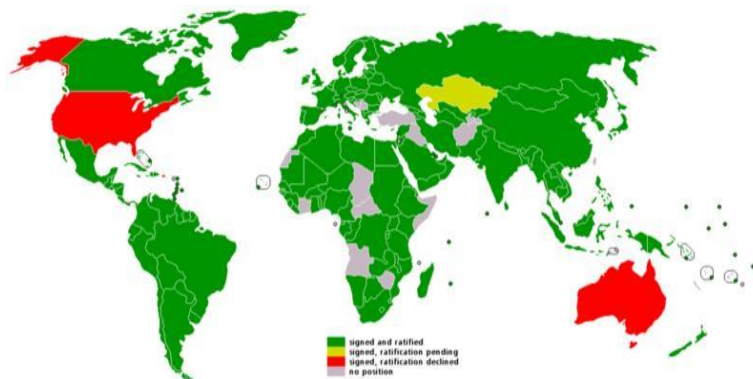 signed and ratified
signed, ratification pending
signed, ratification declined
no position